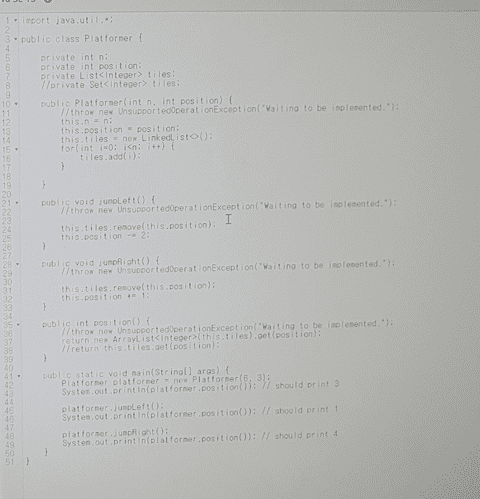 1 import java.util.*;
2
3 public class Platformer {
4
5 private int n;
6 private int position;
7 private List<Integer> tiles;
8 //private Set<Integer> tiles;
9
10 public Platformer(int n, int position) {
11 //throw new UnsupportedOperationException("Waiting to be implemented.");
12 this.n = n;
13 this.position = position;
14 this.tiles = new LinkedList<>();
15 for(int i=0; i<n; i++) {
16 tiles.add(i);
17 }
18
19 }
20
21 public void jumpLeft() {
22 //throw new UnsupportedOperationException("Waiting to be implemented.");
23
24 this.tiles.remove(this.position);
25 this.position -= 2;
26 }
27
28 public void jumpRight() {
29 //throw new UnsupportedOperationException("Waiting to be implemented.");
30
31 this.tiles.remove(this.position);
32 this.position += 1;
33 }
34
35 public int position() {
36 //throw new UnsupportedOperationException("Waiting to be implemented.");
37 return new ArrayList<Integer>(this.tiles).get(position);
38 //return this.tiles.get(position);
39 }
40
41 public static void main(String[] args) {
42 Platformer platformer = new Platformer(6, 3);
43 System.out.println(platformer.position()); // should print 3
44
45 platformer.jumpLeft();
46 System.out.println(platformer.position()); // should print 1
47
48 platformer.jumpRight();
49 System.out.println(platformer.position()); // should print 4
50 }
51 }